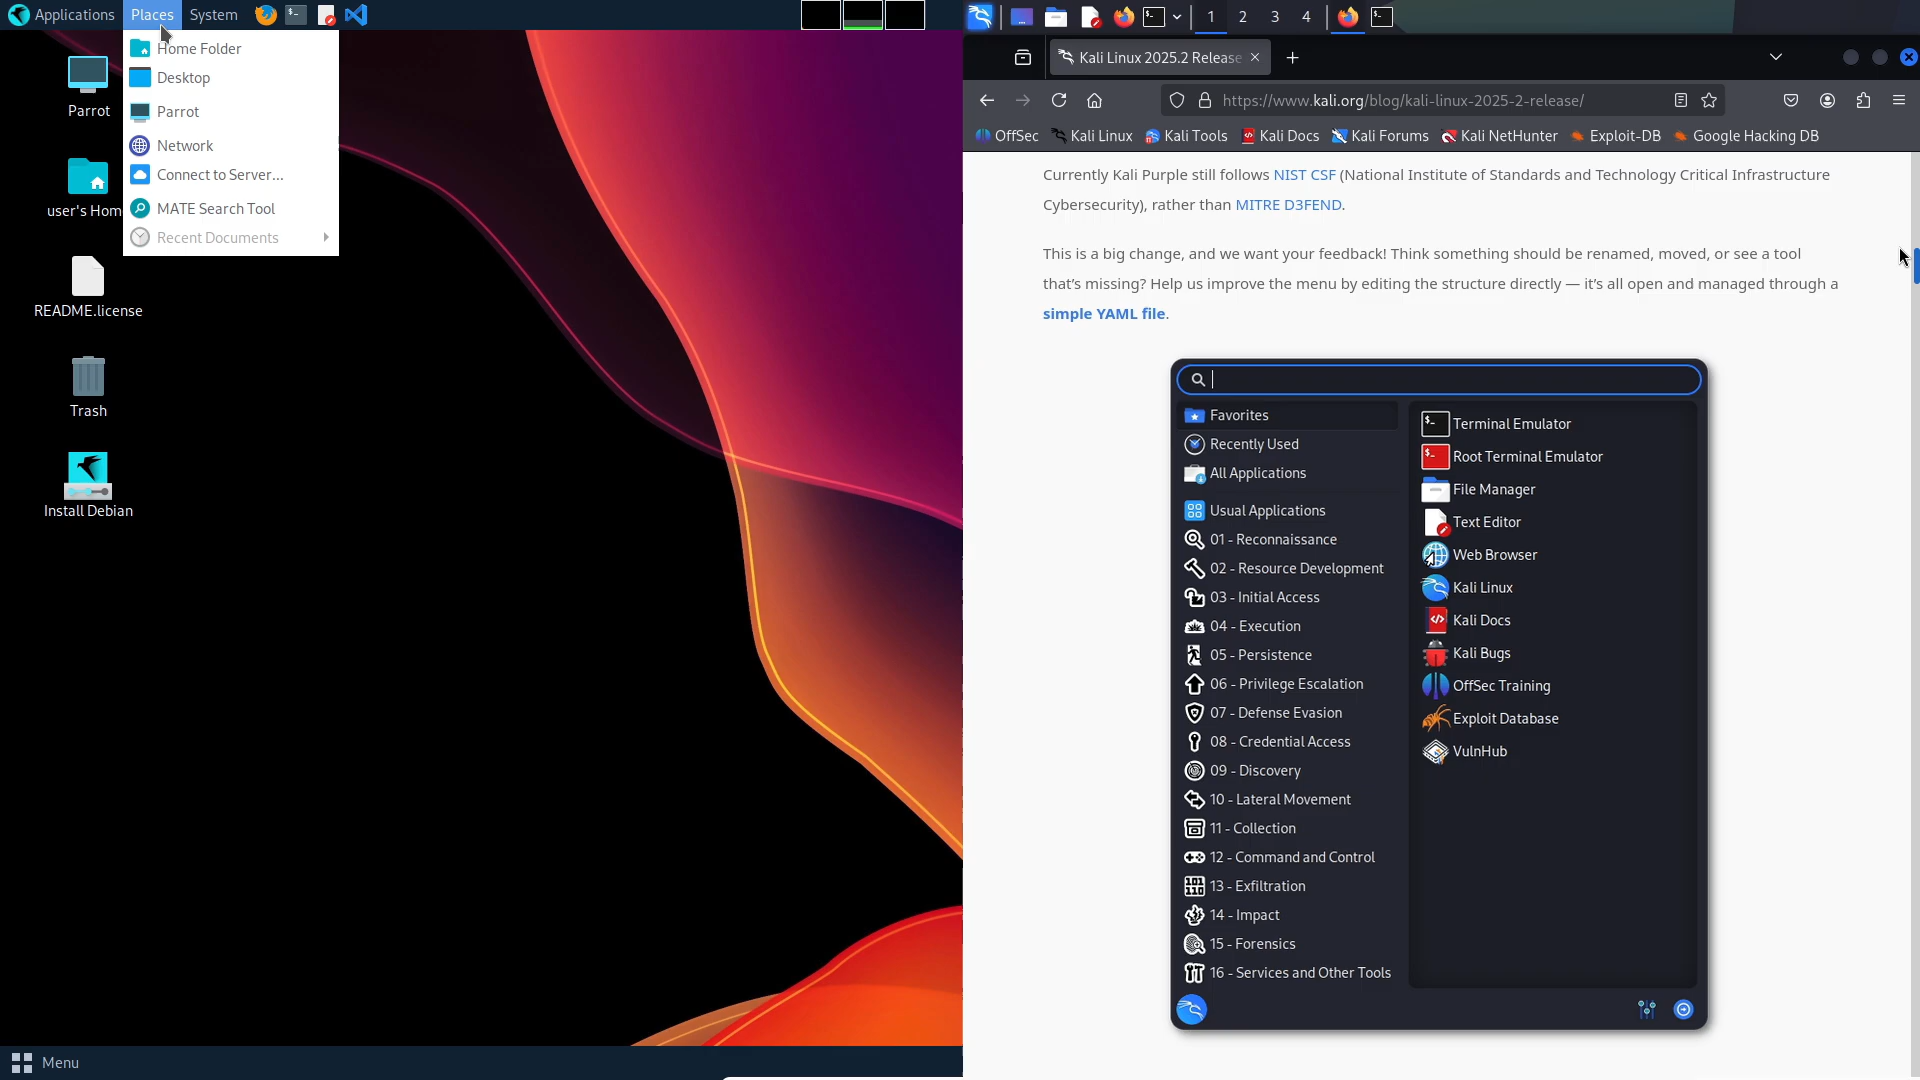 Applications Places System
Home Folder
Desktop
Parrot
Network
Connect to Server...
MATE Search Tool
Recent Documents
Parrot
user's Hom
README.license
Trash
Install Debian
Menu
1 2 3 4
Kali Linux 2025.2 Release
https://www.kali.org/blog/kali-linux-2025-2-release/
OffSec Kali Linux Kali Tools Kali Docs Kali Forums Kali NetHunter Exploit-DB Google Hacking DB
Currently Kali Purple still follows NIST CSF (National Institute of Standards and Technology Critical Infrastructure
Cybersecurity), rather than MITRE D3FEND.
This is a big change, and we want your feedback! Think something should be renamed, moved, or see a tool
that's missing? Help us improve the menu by editing the structure directly — it's all open and managed through a
simple YAML file.
Favorites
Recently Used
All Applications
Usual Applications
01 - Reconnaissance
02 - Resource Development
03 - Initial Access
04 - Execution
05 - Persistence
06 - Privilege Escalation
07 - Defense Evasion
08 - Credential Access
09 - Discovery
10 - Lateral Movement
11 - Collection
12 - Command and Control
13 - Exfiltration
14 - Impact
15 - Forensics
16 - Services and Other Tools
Terminal Emulator
Root Terminal Emulator
File Manager
Text Editor
Web Browser
Kali Linux
Kali Docs
Kali Bugs
OffSec Training
Exploit Database
VulnHub